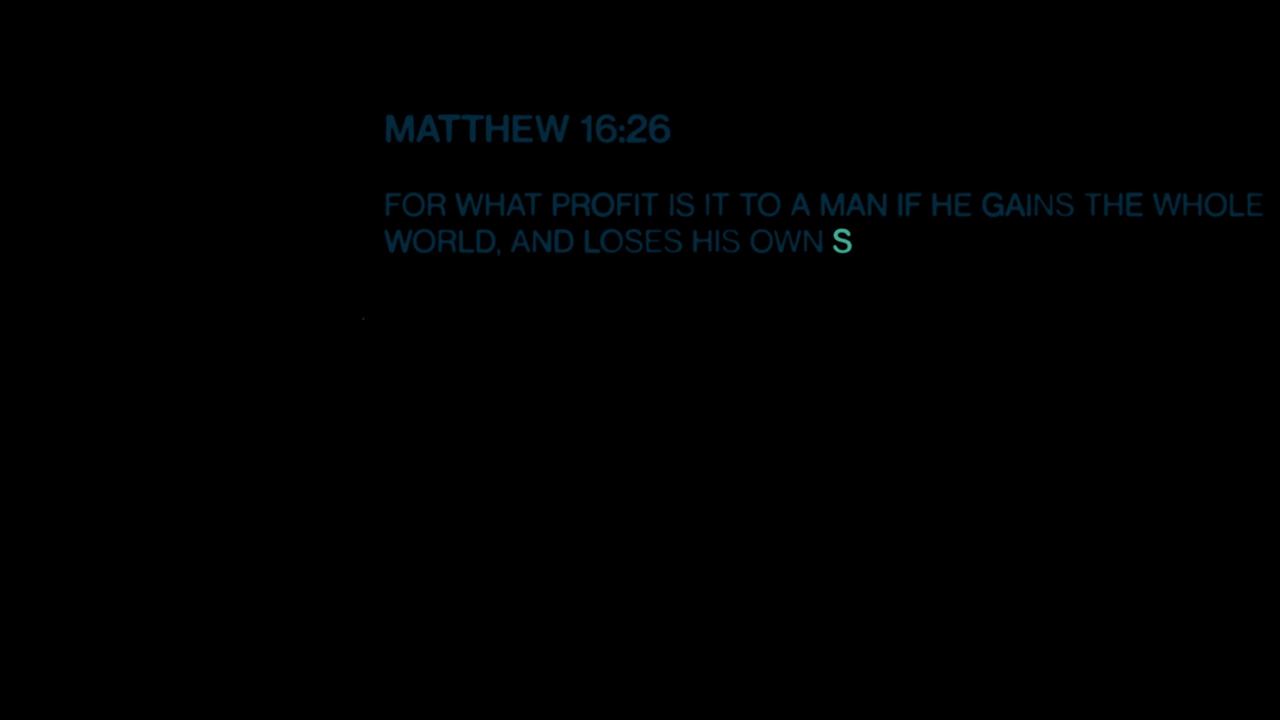 MATTHEW 16:26
FOR WHAT PROFIT IS IT TO A MAN IF HE GAINS THE WHOLE
WORLD, AND LOSES HIS OWN S